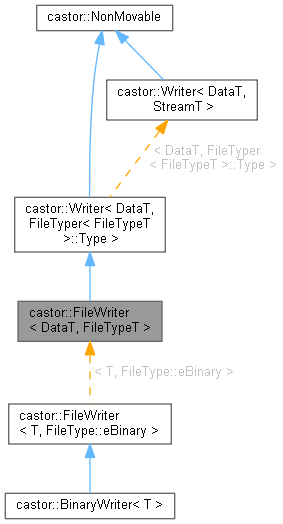 castor::NonMovable
castor::Writer< DataT,
StreamT >
< DataT, FileTyper
< FileTypeT >::Type >
castor::Writer< DataT,
FileTyper< FileTypeT
>::Type >
castor::FileWriter
< DataT, FileTypeT >
< T, FileType::eBinary >
castor::FileWriter
< T, FileType::eBinary >
castor::BinaryWriter< T >